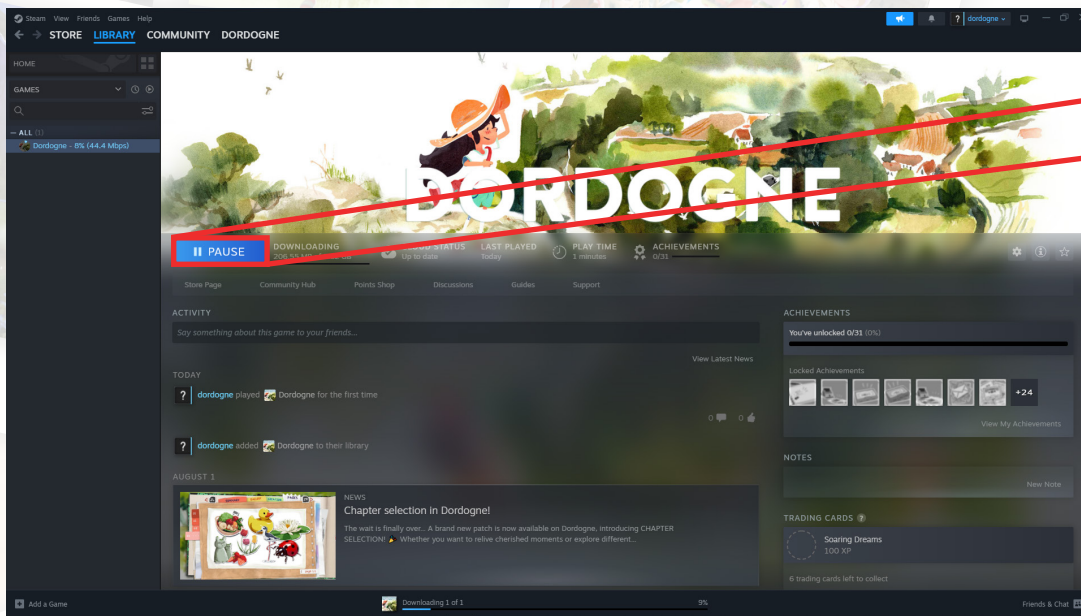 Steam View Friends Games Help
dordogne
STORE LIBRARY COMMUNITY DORDOGNE
HOME
GAMES
ALL (1)
Dordogne - 8% (44.4 Mbps)
DORDOGNE
PAUSE
DOWNLOADING
STATUS
Up to date
LAST PLAYED
Today
PLAY TIME
1 minutes
ACHIEVEMENTS
0/31
Store Page Community Hub Points Shop Discussions Guides Support
ACTIVITY
Say something about this game to your friends...
View Latest News
TODAY
dordogne played Dordogne for the first time
0 0
dordogne added Dordogne to their library
AUGUST 1
NEWS
Chapter selection in Dordogne!
The wait is finally over... A brand new patch is now available on Dordogne, introducing CHAPTER
SELECTION! Whether you want to relive cherished moments or explore different...
ACHIEVEMENTS
You've unlocked 0/31 (0%)
Locked Achievements
+24
View My Achievements
NOTES
New Note
TRADING CARDS ?
Soaring Dreams
100 XP
6 trading cards left to collect
Add a Game
Downloading 1 of 1
9%
Friends & Chat